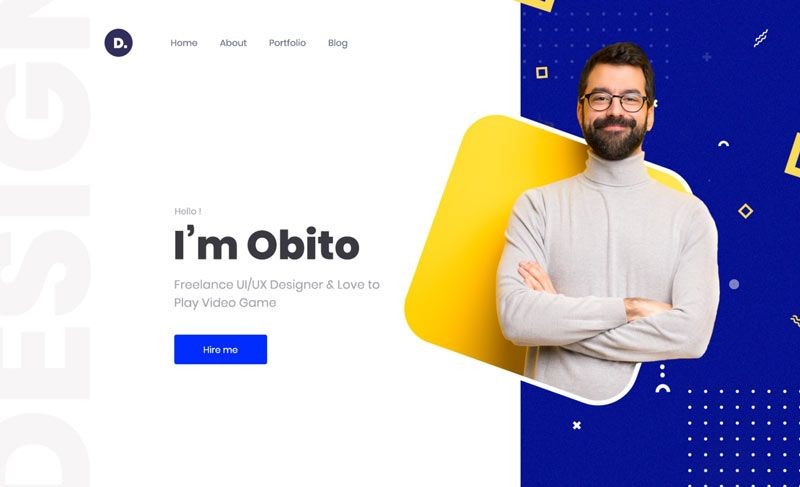 D.
Home About Portfolio Blog
Hello !
I'm Obito
Freelance UI/UX Designer & Love to
Play Video Game
Hire me
DESIGN